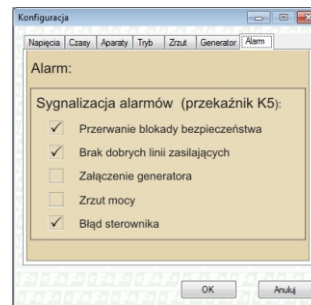 Konfiguracja
Napięcia Czasy Aparaty Tryb Zrzut Generator Alarm
Alarm:
Sygnalizacja alarmów (przekaźnik K5):
Przerwanie blokady bezpieczeństwa
Brak dobrych linii zasilających
Załączenie generatora
Zrzut mocy
Błąd sterownika
OK Anuluj